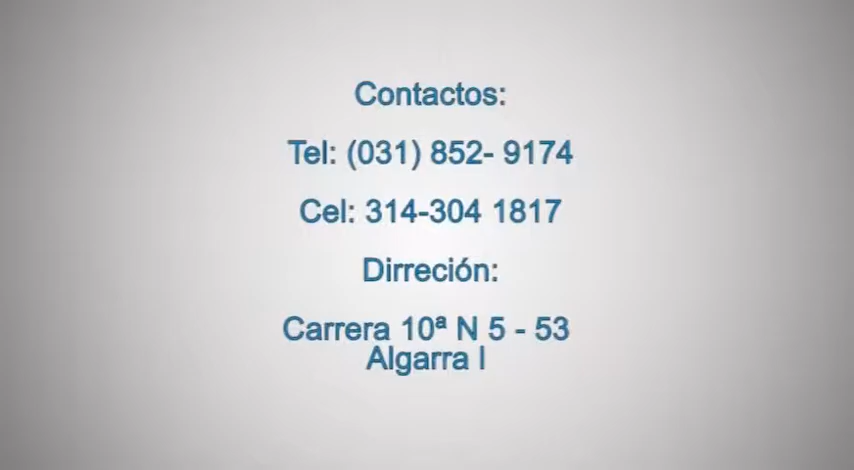 Contactos:
Tel: (031) 852- 9174
Cel: 314-304 1817
Dirreción:
Carrera 10ª N 5 - 53
Algarra I